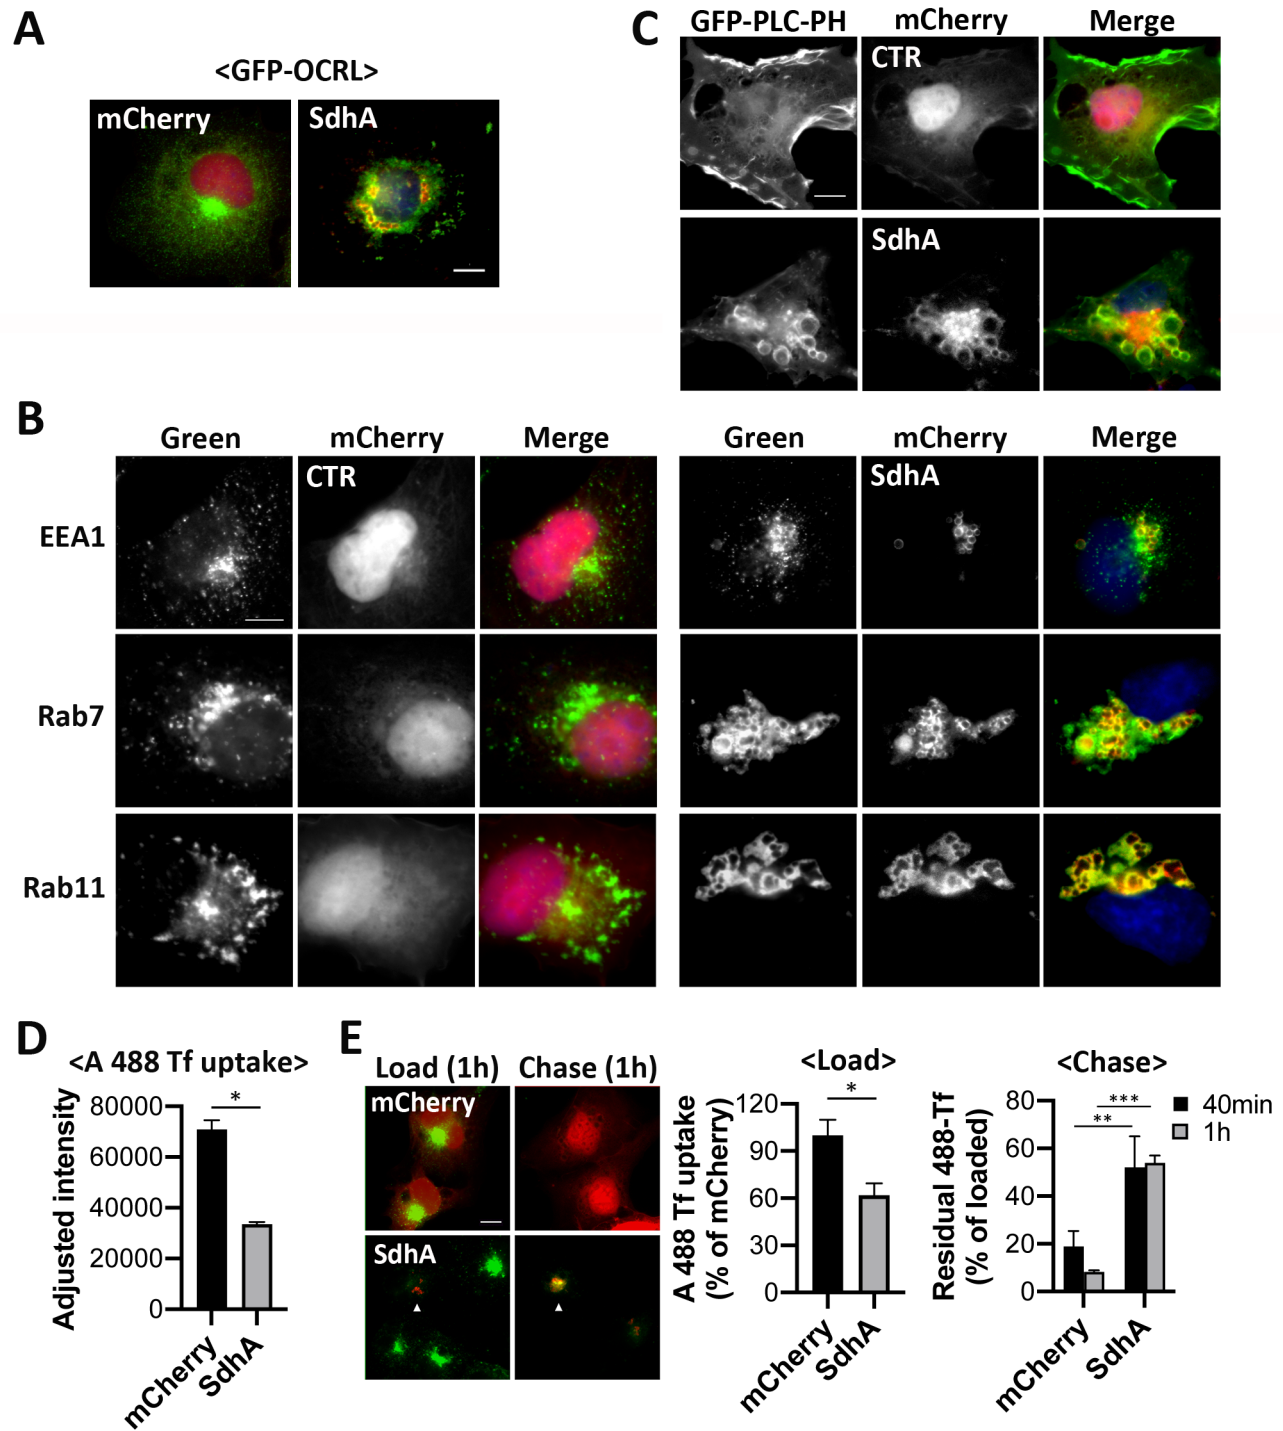 A
<GFP-OCRL>
mCherry
SdhA
C
GFP-PLC-PH
mCherry
Merge
CTR
SdhA
B
Green
mCherry
Merge
Green
mCherry
Merge
CTR
SdhA
EEA1
Rab7
Rab11
D
<A 488 Tf uptake>
Adjusted intensity
80000
60000
40000
20000
0
*
mCherry
SdhA
E
Load (1h)
Chase (1h)
mCherry
SdhA
<Load>
A 488 Tf uptake
(% of mCherry)
120
90
60
30
0
*
mCherry
SdhA
<Chase>
Residual 488-Tf
(% of loaded)
80
60
40
20
0
***
**
40min
1h
mCherry
SdhA